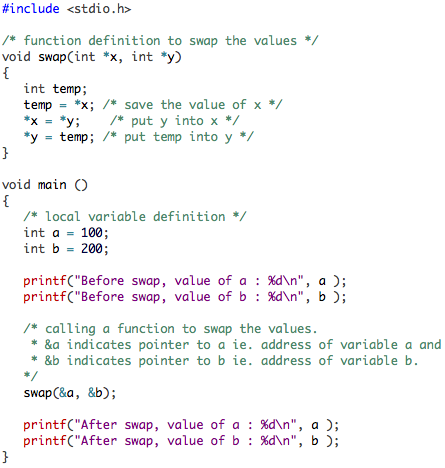 #include <stdio.h>

/* function definition to swap the values */
void swap(int *x, int *y)
{
   int temp;
   temp = *x; /* save the value of x */
   *x = *y;    /* put y into x */
   *y = temp; /* put temp into y */
}

void main ()
{
   /* local variable definition */
   int a = 100;
   int b = 200;

   printf("Before swap, value of a : %d\n", a );
   printf("Before swap, value of b : %d\n", b );

   /* calling a function to swap the values.
    * &a indicates pointer to a ie. address of variable a and
    * &b indicates pointer to b ie. address of variable b.
   */
   swap(&a, &b);

   printf("After swap, value of a : %d\n", a );
   printf("After swap, value of b : %d\n", b );
}